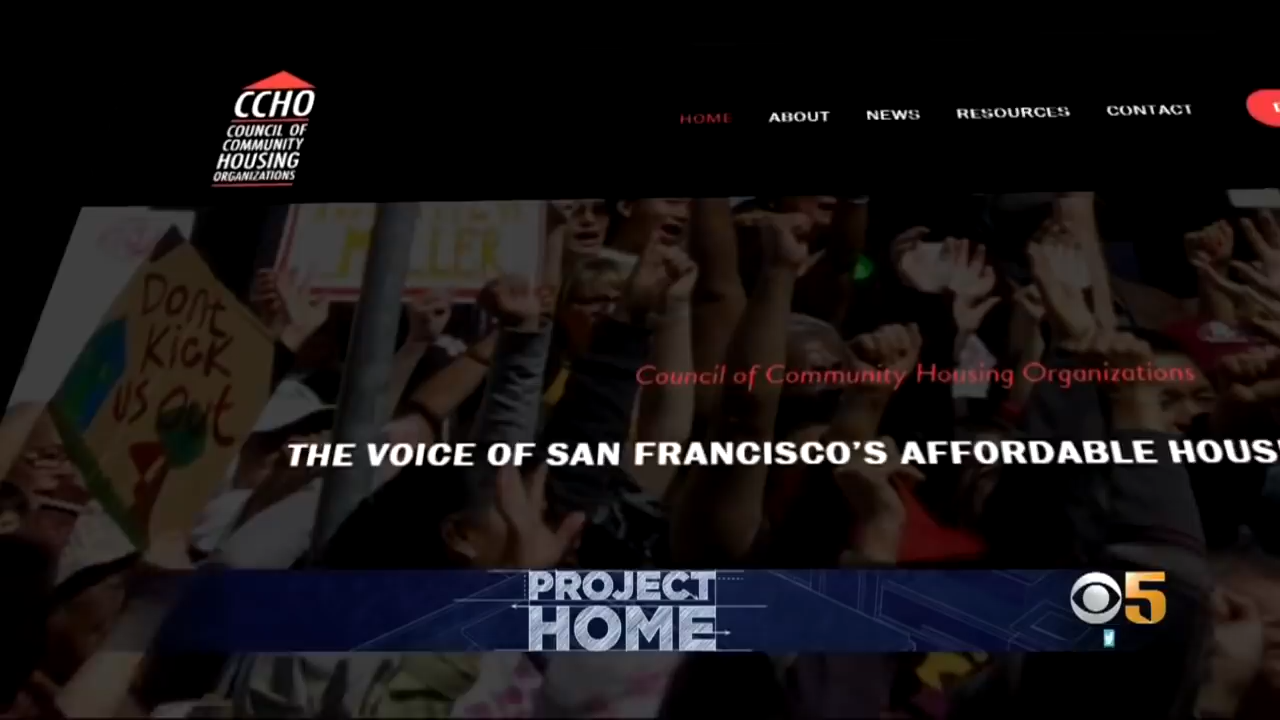 CCHO
COUNCIL OF
COMMUNITY
HOUSING
ORGANIZATIONS
HOME ABOUT NEWS RESOURCES CONTACT
Dont
Kick
us Out
Council of Community Housing Organizations
THE VOICE OF SAN FRANCISCO'S AFFORDABLE
PROJECT
HOME
5